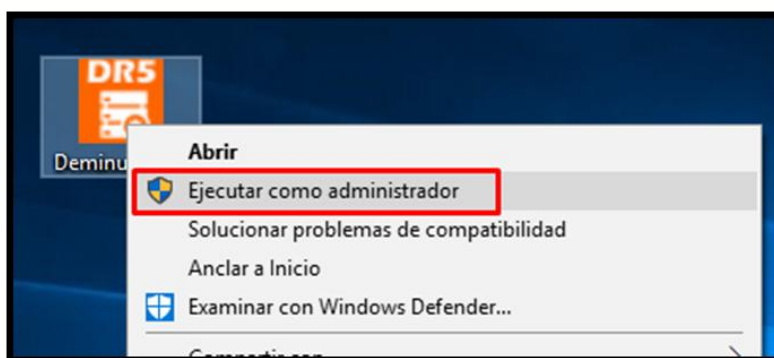 DR5
Deminu
Abrir
Ejecutar como administrador
Solucionar problemas de compatibilidad
Anclar a Inicio
Examinar con Windows Defender...